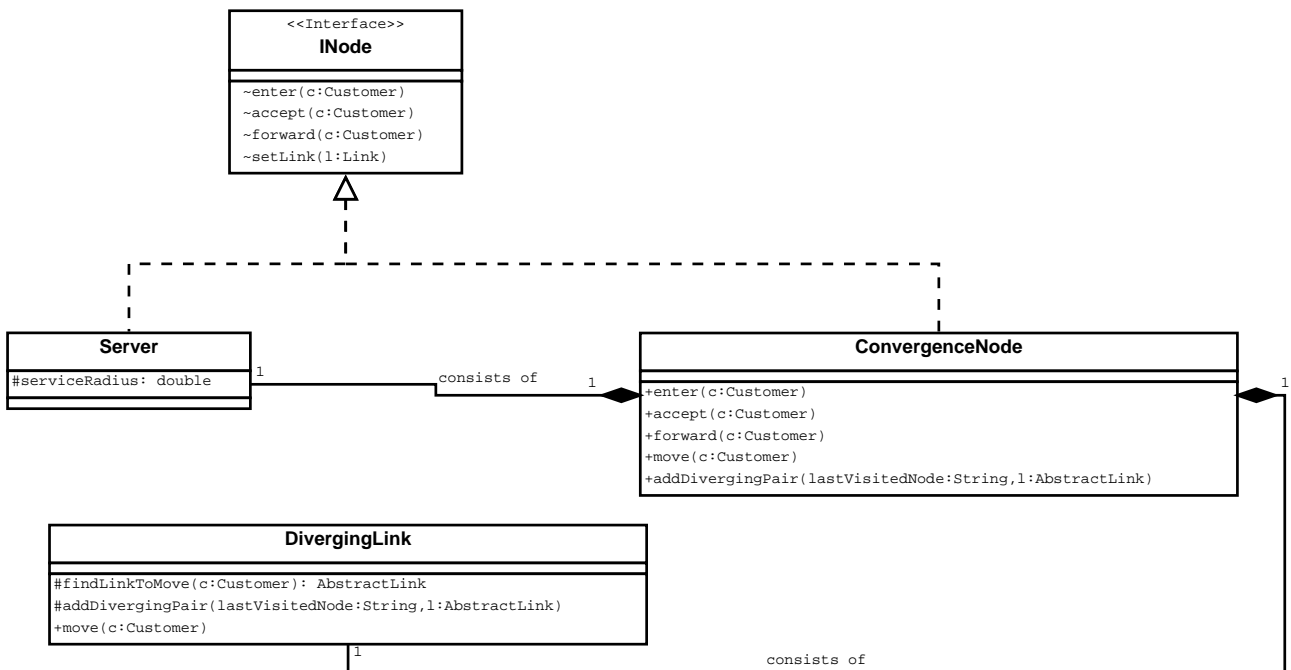 <<Interface>>
INode
~enter(c:Customer)
~accept(c:Customer)
~forward(c:Customer)
~setLink(l:Link)
Server
#serviceRadius: double
1
consists of
1
ConvergenceNode
+enter(c:Customer)
+accept(c:Customer)
+forward(c:Customer)
+move(c:Customer)
+addDivergingPair(lastVisitedNode:String,l:AbstractLink)
1
DivergingLink
#findLinkToMove(c:Customer): AbstractLink
#addDivergingPair(lastVisitedNode:String,l:AbstractLink)
+move(c:Customer)
1
consists of